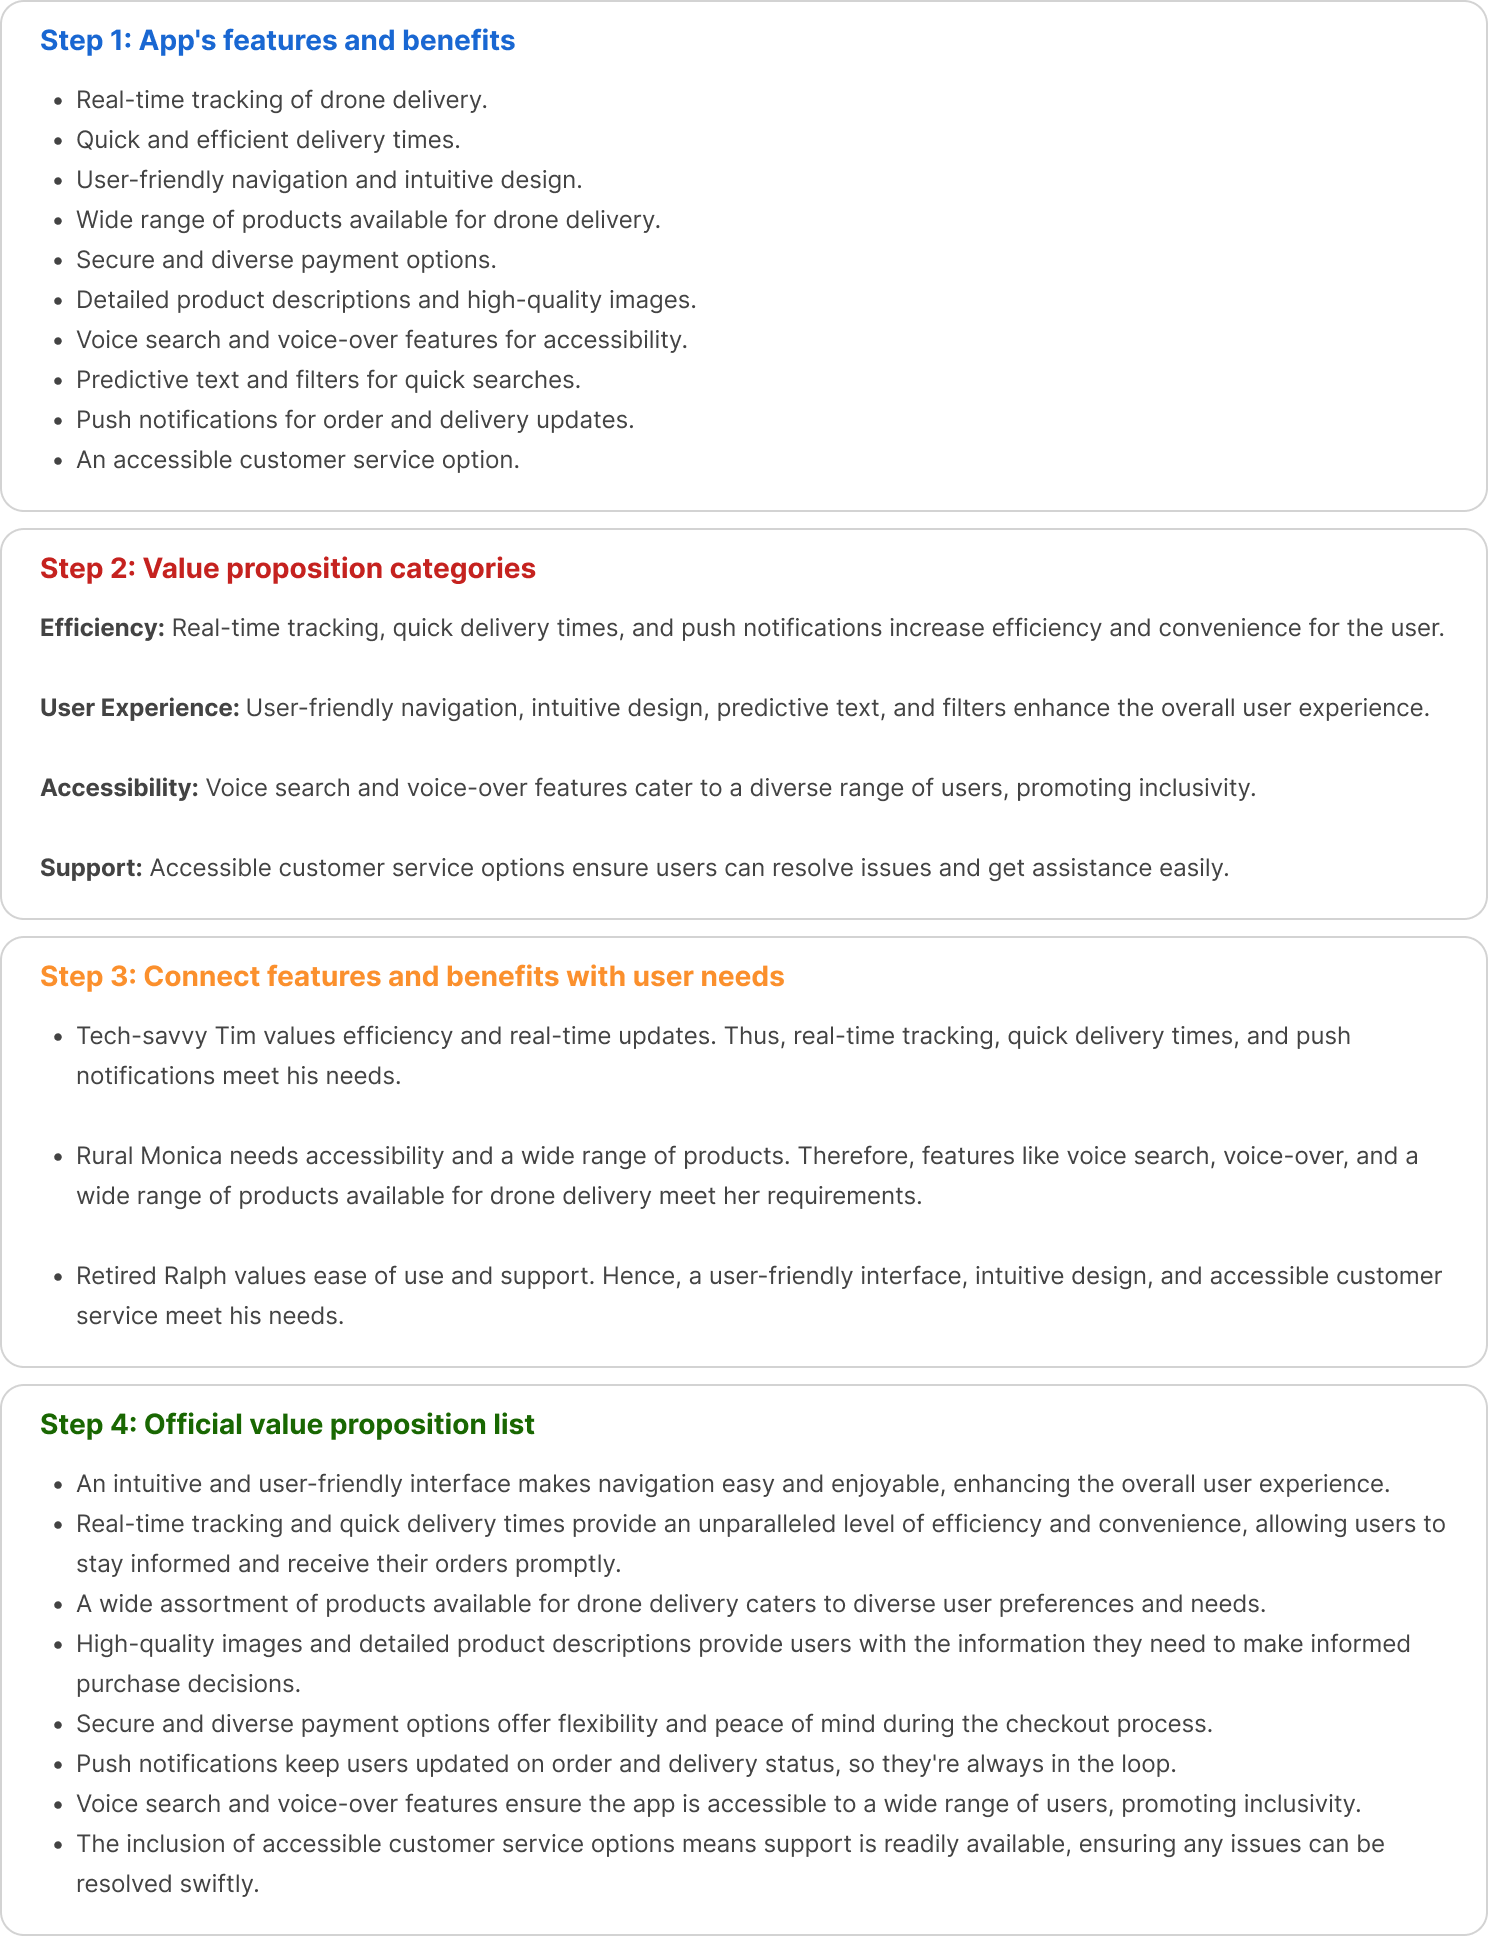 Step 1: App's features and benefits
• Real-time tracking of drone delivery.
• Quick and efficient delivery times.
• User-friendly navigation and intuitive design.
• Wide range of products available for drone delivery.
• Secure and diverse payment options.
• Detailed product descriptions and high-quality images.
• Voice search and voice-over features for accessibility.
• Predictive text and filters for quick searches.
• Push notifications for order and delivery updates.
• An accessible customer service option.
Step 2: Value proposition categories
Efficiency: Real-time tracking, quick delivery times, and push notifications increase efficiency and convenience for the user.
User Experience: User-friendly navigation, intuitive design, predictive text, and filters enhance the overall user experience.
Accessibility: Voice search and voice-over features cater to a diverse range of users, promoting inclusivity.
Support: Accessible customer service options ensure users can resolve issues and get assistance easily.
Step 3: Connect features and benefits with user needs
• Tech-savvy Tim values efficiency and real-time updates. Thus, real-time tracking, quick delivery times, and push
notifications meet his needs.
• Rural Monica needs accessibility and a wide range of products. Therefore, features like voice search, voice-over, and a
wide range of products available for drone delivery meet her requirements.
• Retired Ralph values ease of use and support. Hence, a user-friendly interface, intuitive design, and accessible customer
service meet his needs.
Step 4: Official value proposition list
• An intuitive and user-friendly interface makes navigation easy and enjoyable, enhancing the overall user experience.
• Real-time tracking and quick delivery times provide an unparalleled level of efficiency and convenience, allowing users to
stay informed and receive their orders promptly.
• A wide assortment of products available for drone delivery caters to diverse user preferences and needs.
• High-quality images and detailed product descriptions provide users with the information they need to make informed
purchase decisions.
• Secure and diverse payment options offer flexibility and peace of mind during the checkout process.
• Push notifications keep users updated on order and delivery status, so they're always in the loop.
• Voice search and voice-over features ensure the app is accessible to a wide range of users, promoting inclusivity.
• The inclusion of accessible customer service options means support is readily available, ensuring any issues can be
resolved swiftly.